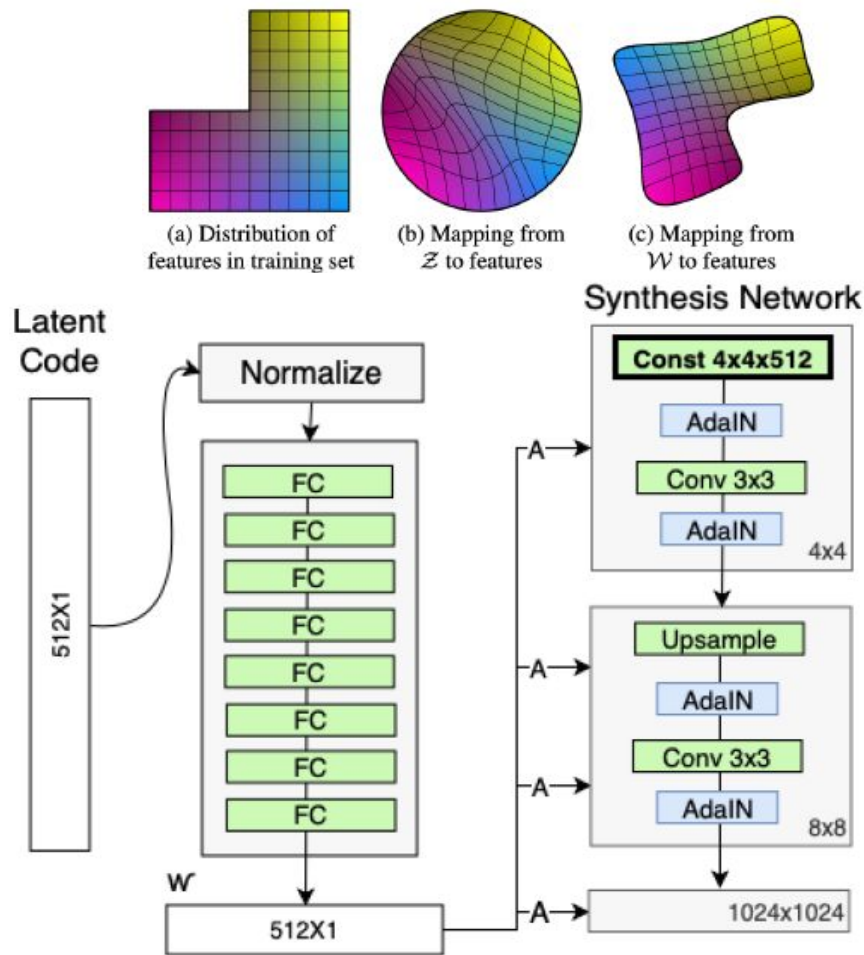 (a) Distribution of
features in training set
(b) Mapping from
𝒵 to features
(c) Mapping from
𝒲 to features
Latent
Code
512X1
Normalize
FC
FC
FC
FC
FC
FC
FC
FC
w
512X1
A
A
A
A
Synthesis Network
Const 4x4x512
AdaIN
Conv 3x3
AdaIN
4x4
Upsample
AdaIN
Conv 3x3
AdaIN
8x8
1024x1024